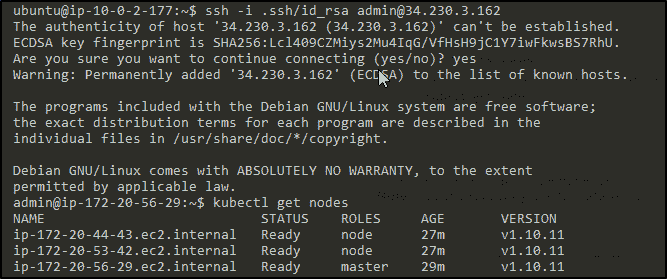 ubuntu@ip-10-0-2-177:~$ ssh -i .ssh/id_rsa admin@34.230.3.162
The authenticity of host '34.230.3.162 (34.230.3.162)' can't be established.
ECDSA key fingerprint is SHA256:Lcl409CZMiys2Mu4IqG/VfHsH9jC1Y7iwFkwsBS7RhU.
Are you sure you want to continue connecting (yes/no)? yes
Warning: Permanently added '34.230.3.162' (ECDSA) to the list of known hosts.
The programs included with the Debian GNU/Linux system are free software;
the exact distribution terms for each program are described in the
individual files in /usr/share/doc/*/copyright.
Debian GNU/Linux comes with ABSOLUTELY NO WARRANTY, to the extent
permitted by applicable law.
admin@ip-172-20-56-29:~$ kubectl get nodes
NAME STATUS ROLES AGE VERSION
ip-172-20-44-43.ec2.internal Ready node 27m v1.10.11
ip-172-20-53-42.ec2.internal Ready node 27m v1.10.11
ip-172-20-56-29.ec2.internal Ready master 29m v1.10.11